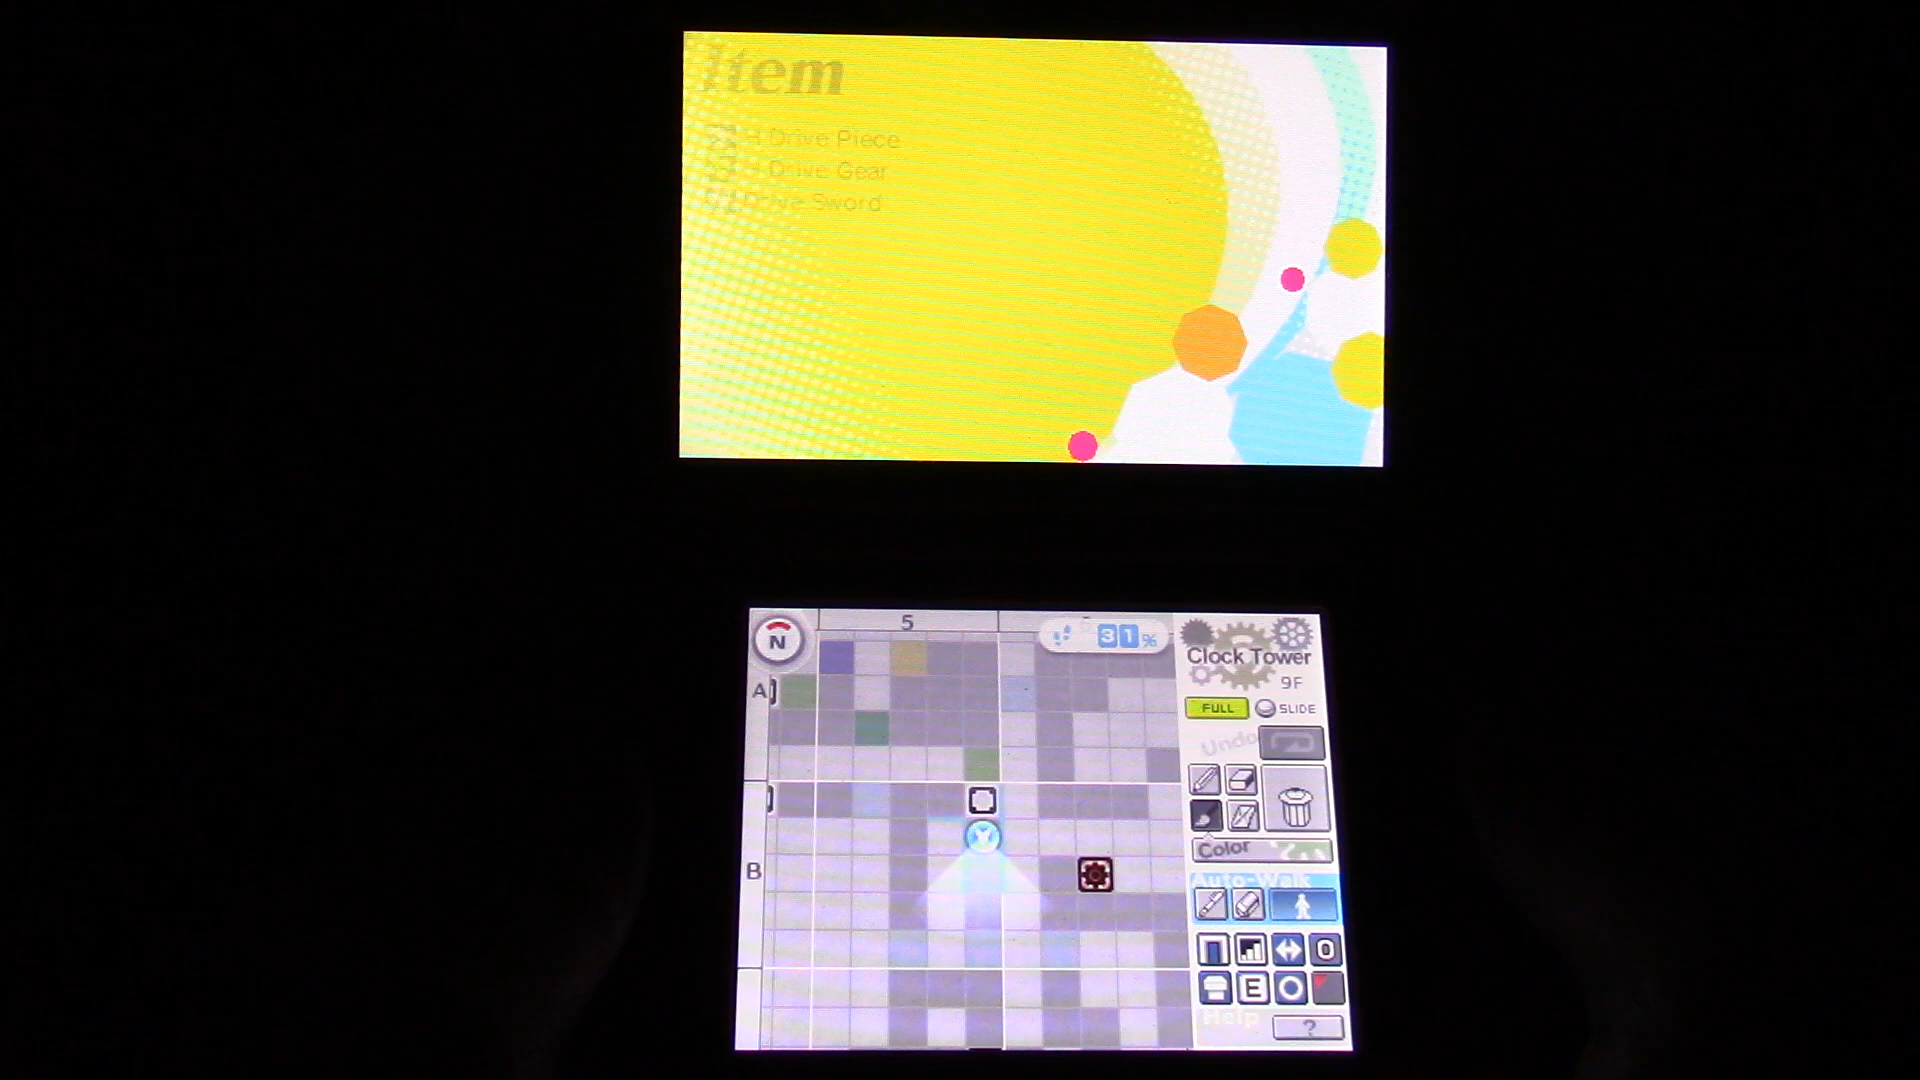 Item
H Drive Piece
H Drive Gear
Drive Sword
N
5
31%
Clock Tower
9F
FULL
SLIDE
A
Undo
Color
B
Auto-Walk
O
E
Help
?